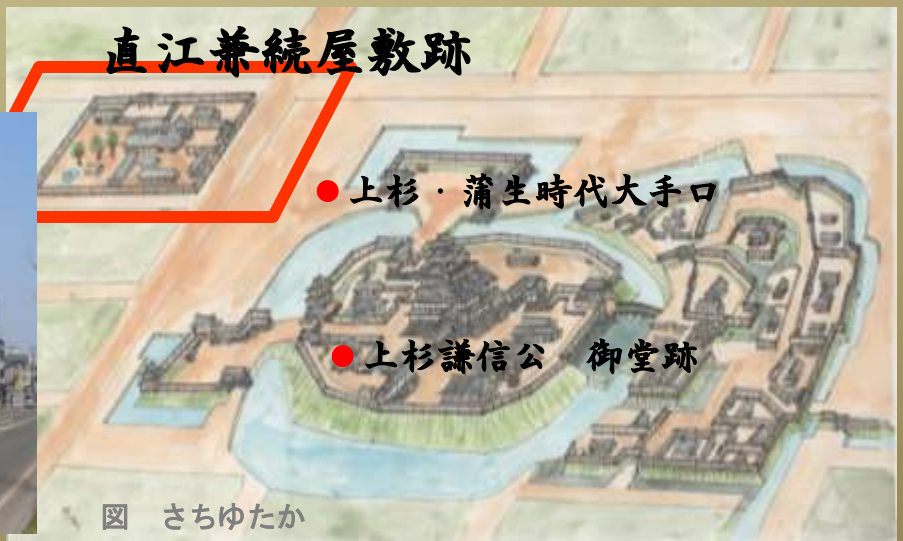 直江兼続屋敷跡
上杉・蒲生時代大手口
上杉謙信公　御堂跡
図　さちゆたか